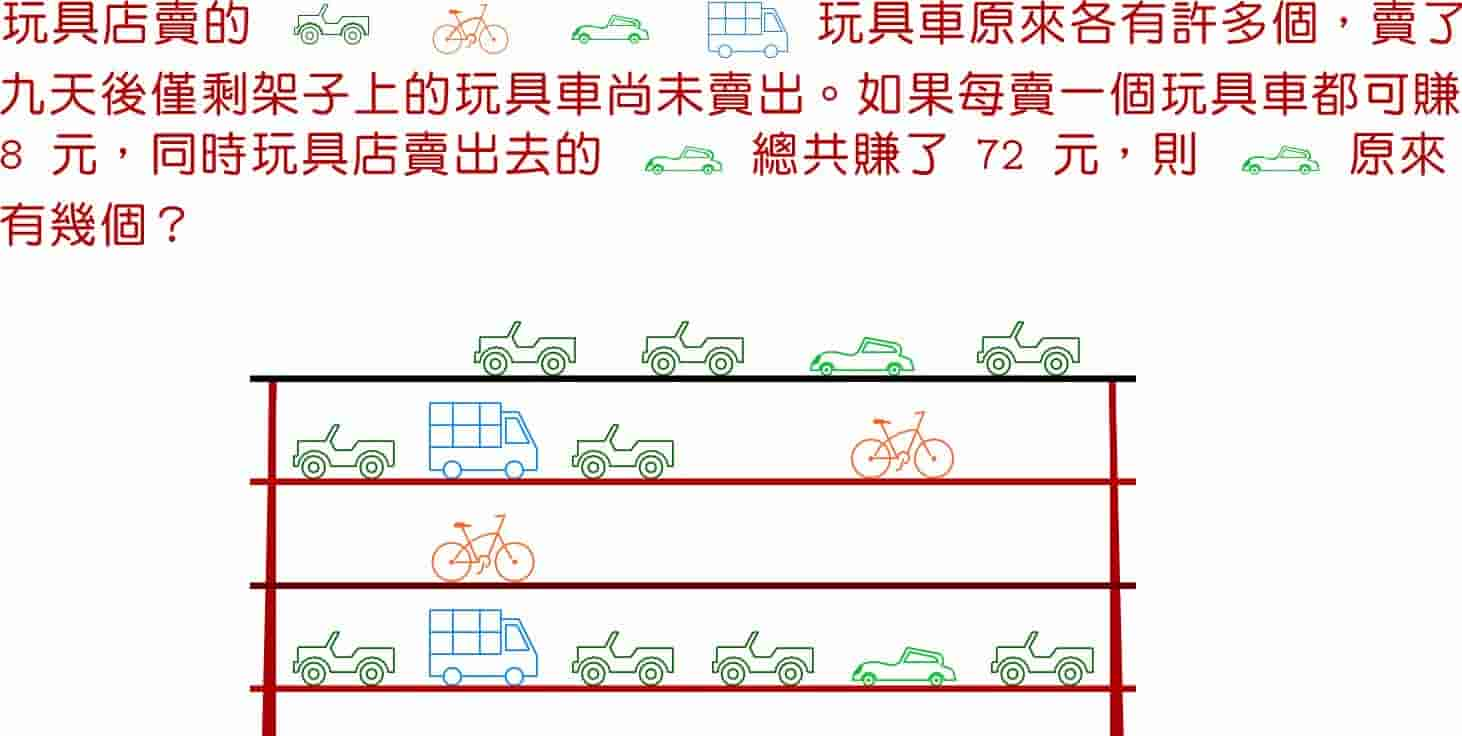 玩具店賣的 玩具車原來各有許多個，賣了
九天後僅剩架子上的玩具車尚未賣出。如果每賣一個玩具車都可賺
8 元，同時玩具店賣出去的 總共賺了 72 元，則 原來
有幾個？